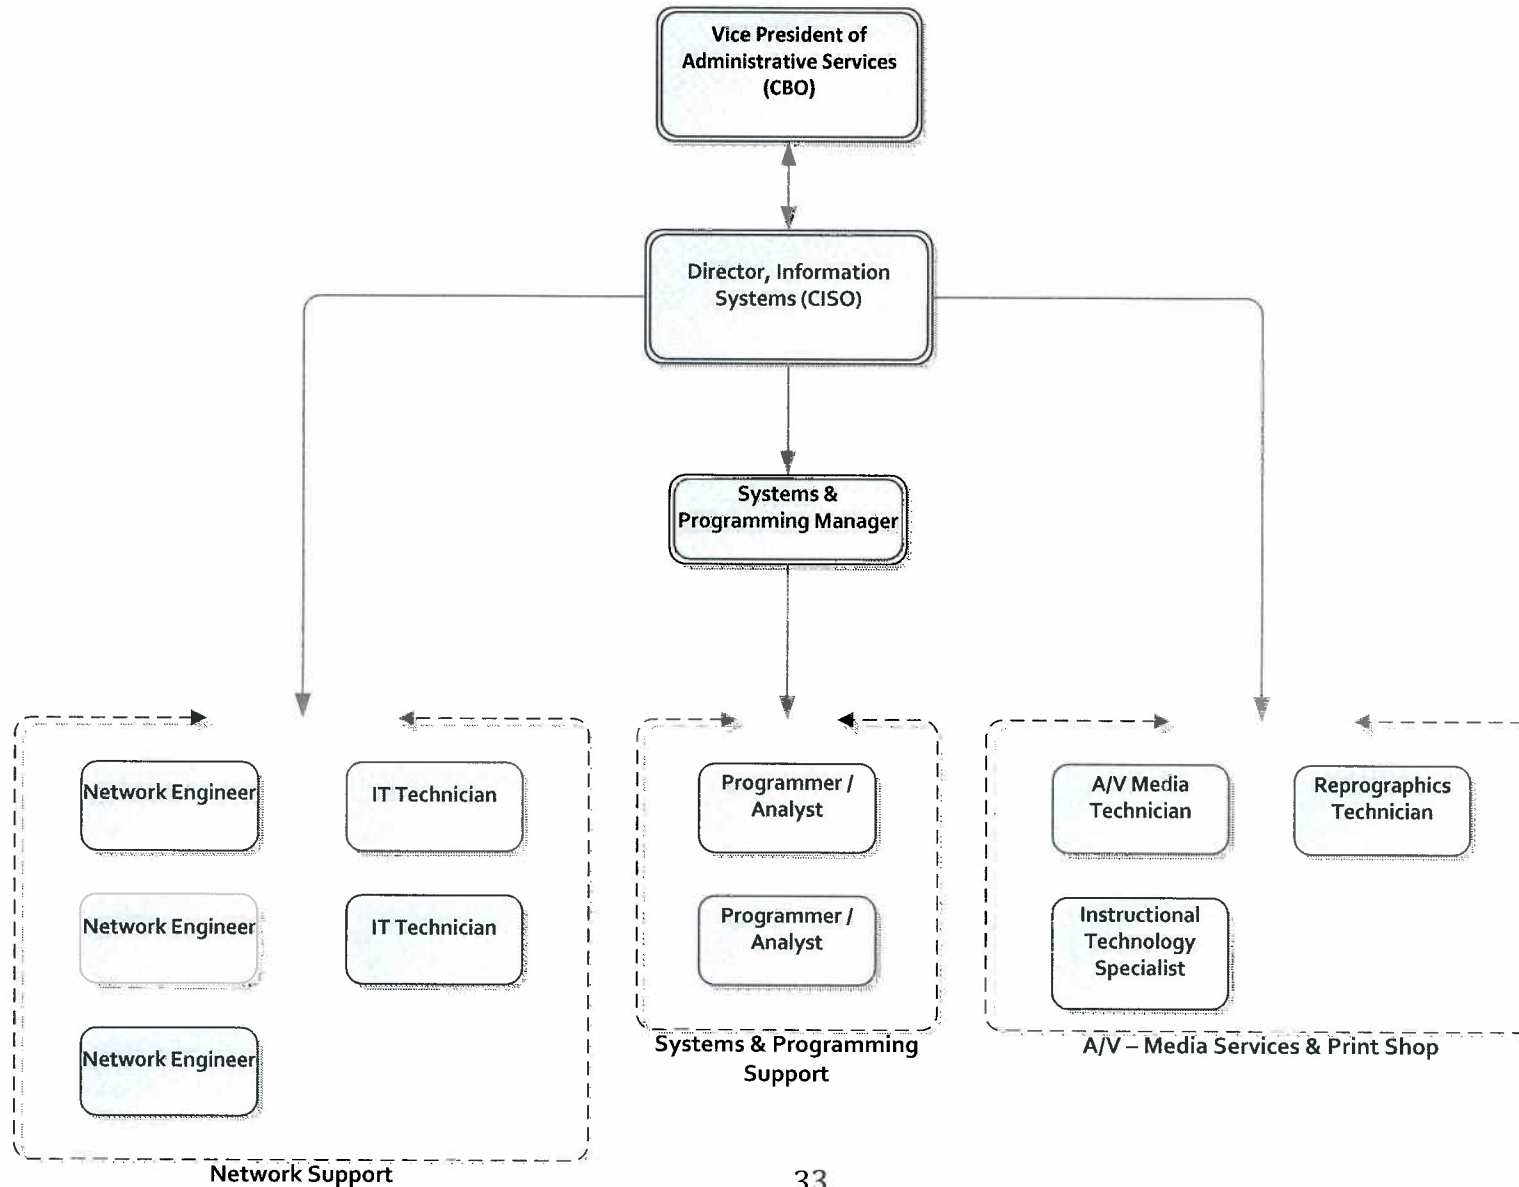 Vice President of
Administrative Services
(CBO)
Director, Information
Systems (CISO)
Systems &
Programming Manager
Network Engineer
IT Technician
Network Engineer
IT Technician
Network Engineer
Network Support
Programmer /
Analyst
Programmer /
Analyst
Systems & Programming
Support
A/V Media
Technician
Reprographics
Technician
Instructional
Technology
Specialist
A/V – Media Services & Print Shop
33